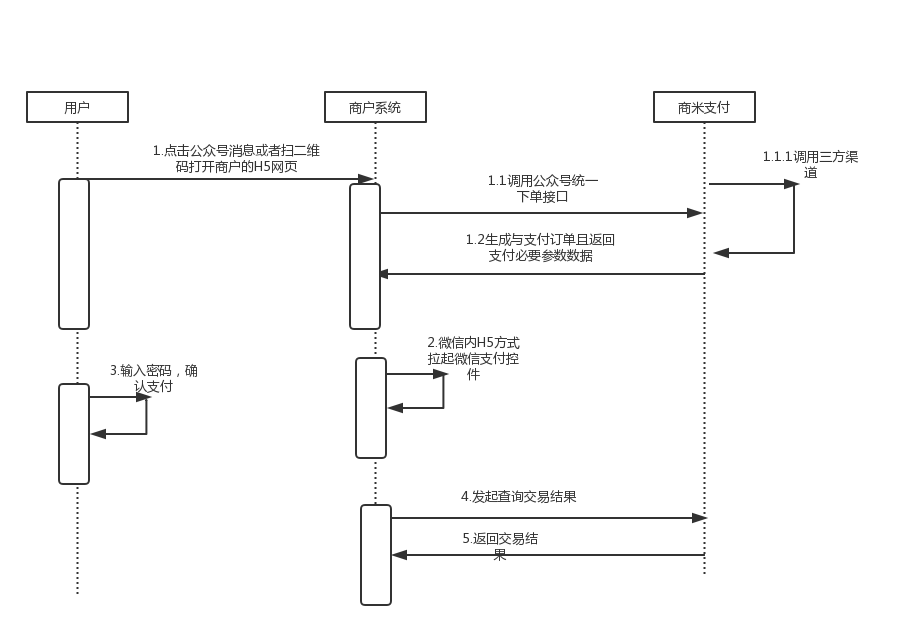 用户
商户系统
商米支付
1.点击公众号消息或者扫二维
码打开商户的H5网页
1.1.1调用三方渠
道
1.1调用公众号统一
下单接口
1.2生成与支付订单且返回
支付必要参数数据
2.微信内H5方式
拉起微信支付控
件
3.输入密码，确
认支付
4.发起查询交易结果
5.返回交易结
果